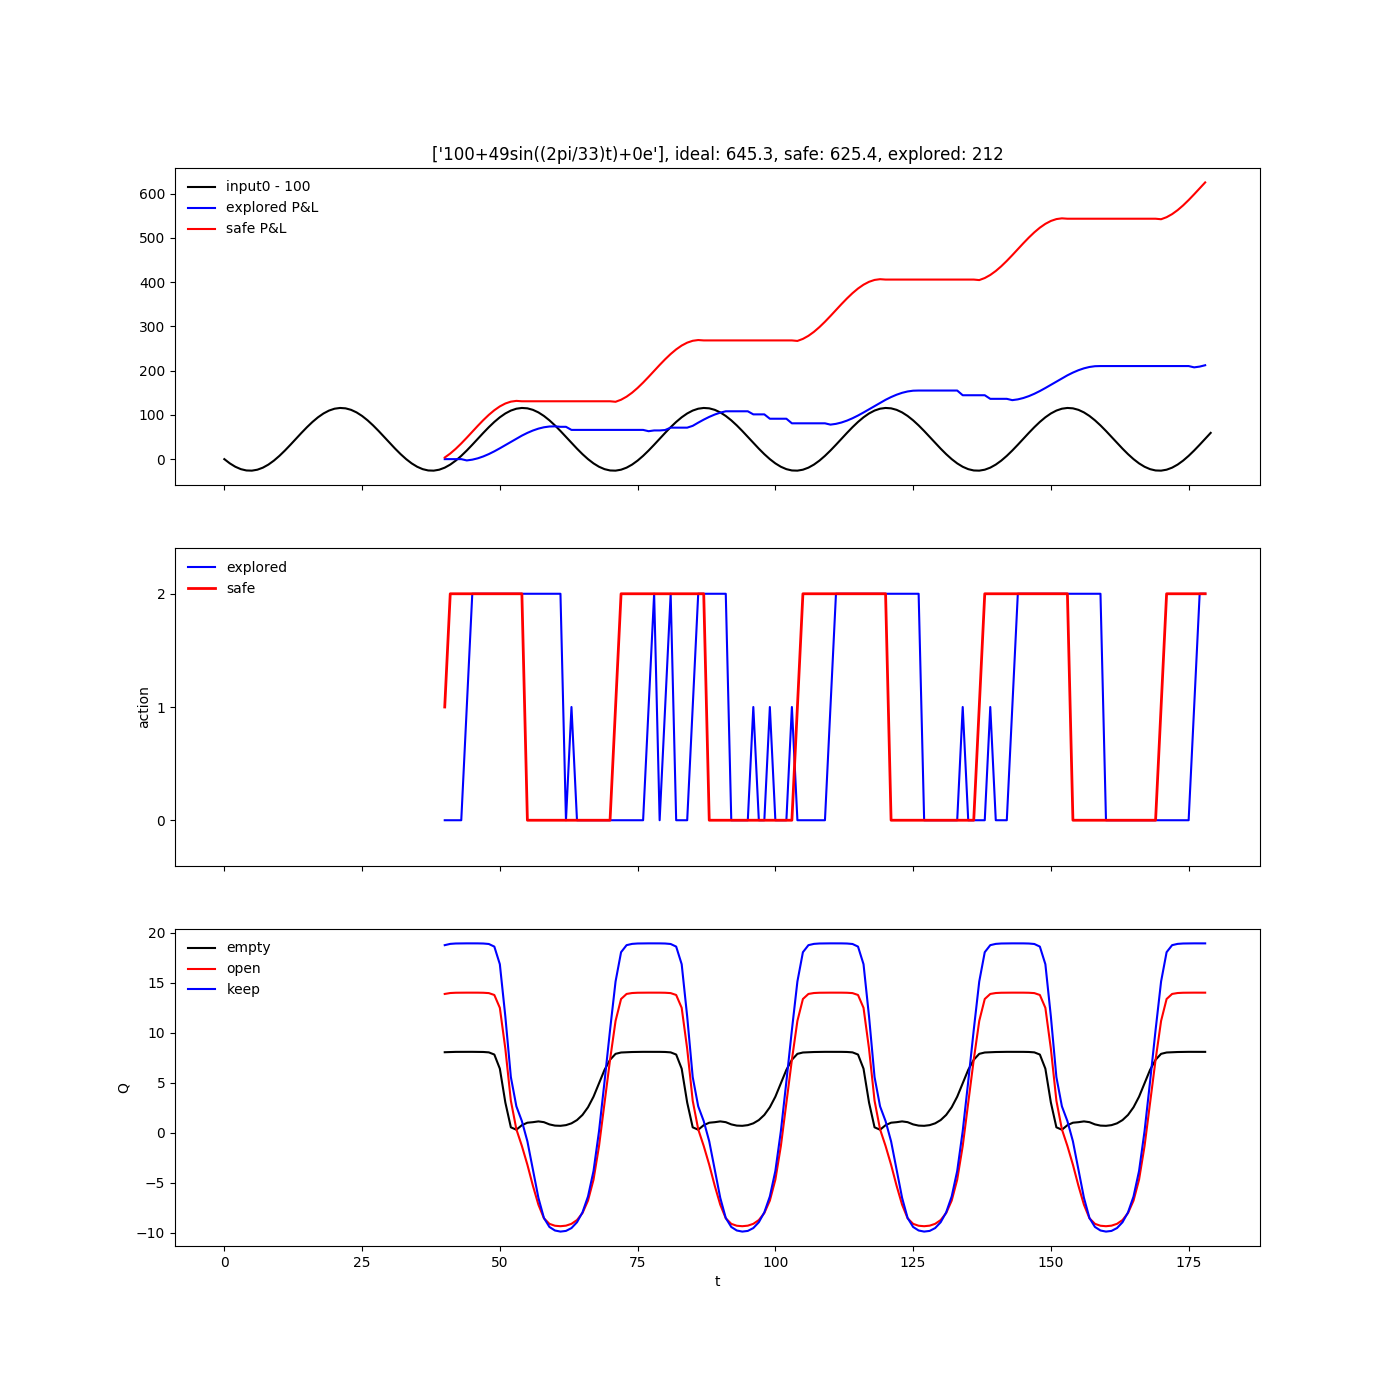 ['100+49sin((2pi/33)t)+0e'], ideal: 645.3, safe: 625.4, explored: 212
input0 - 100
explored P&L
safe P&L
600
500
400
300
200
100
0
explored
safe
2
1
0
action
empty
open
keep
20
15
10
5
0
−5
−10
Q
0 25 50 75 100 125 150 175
t